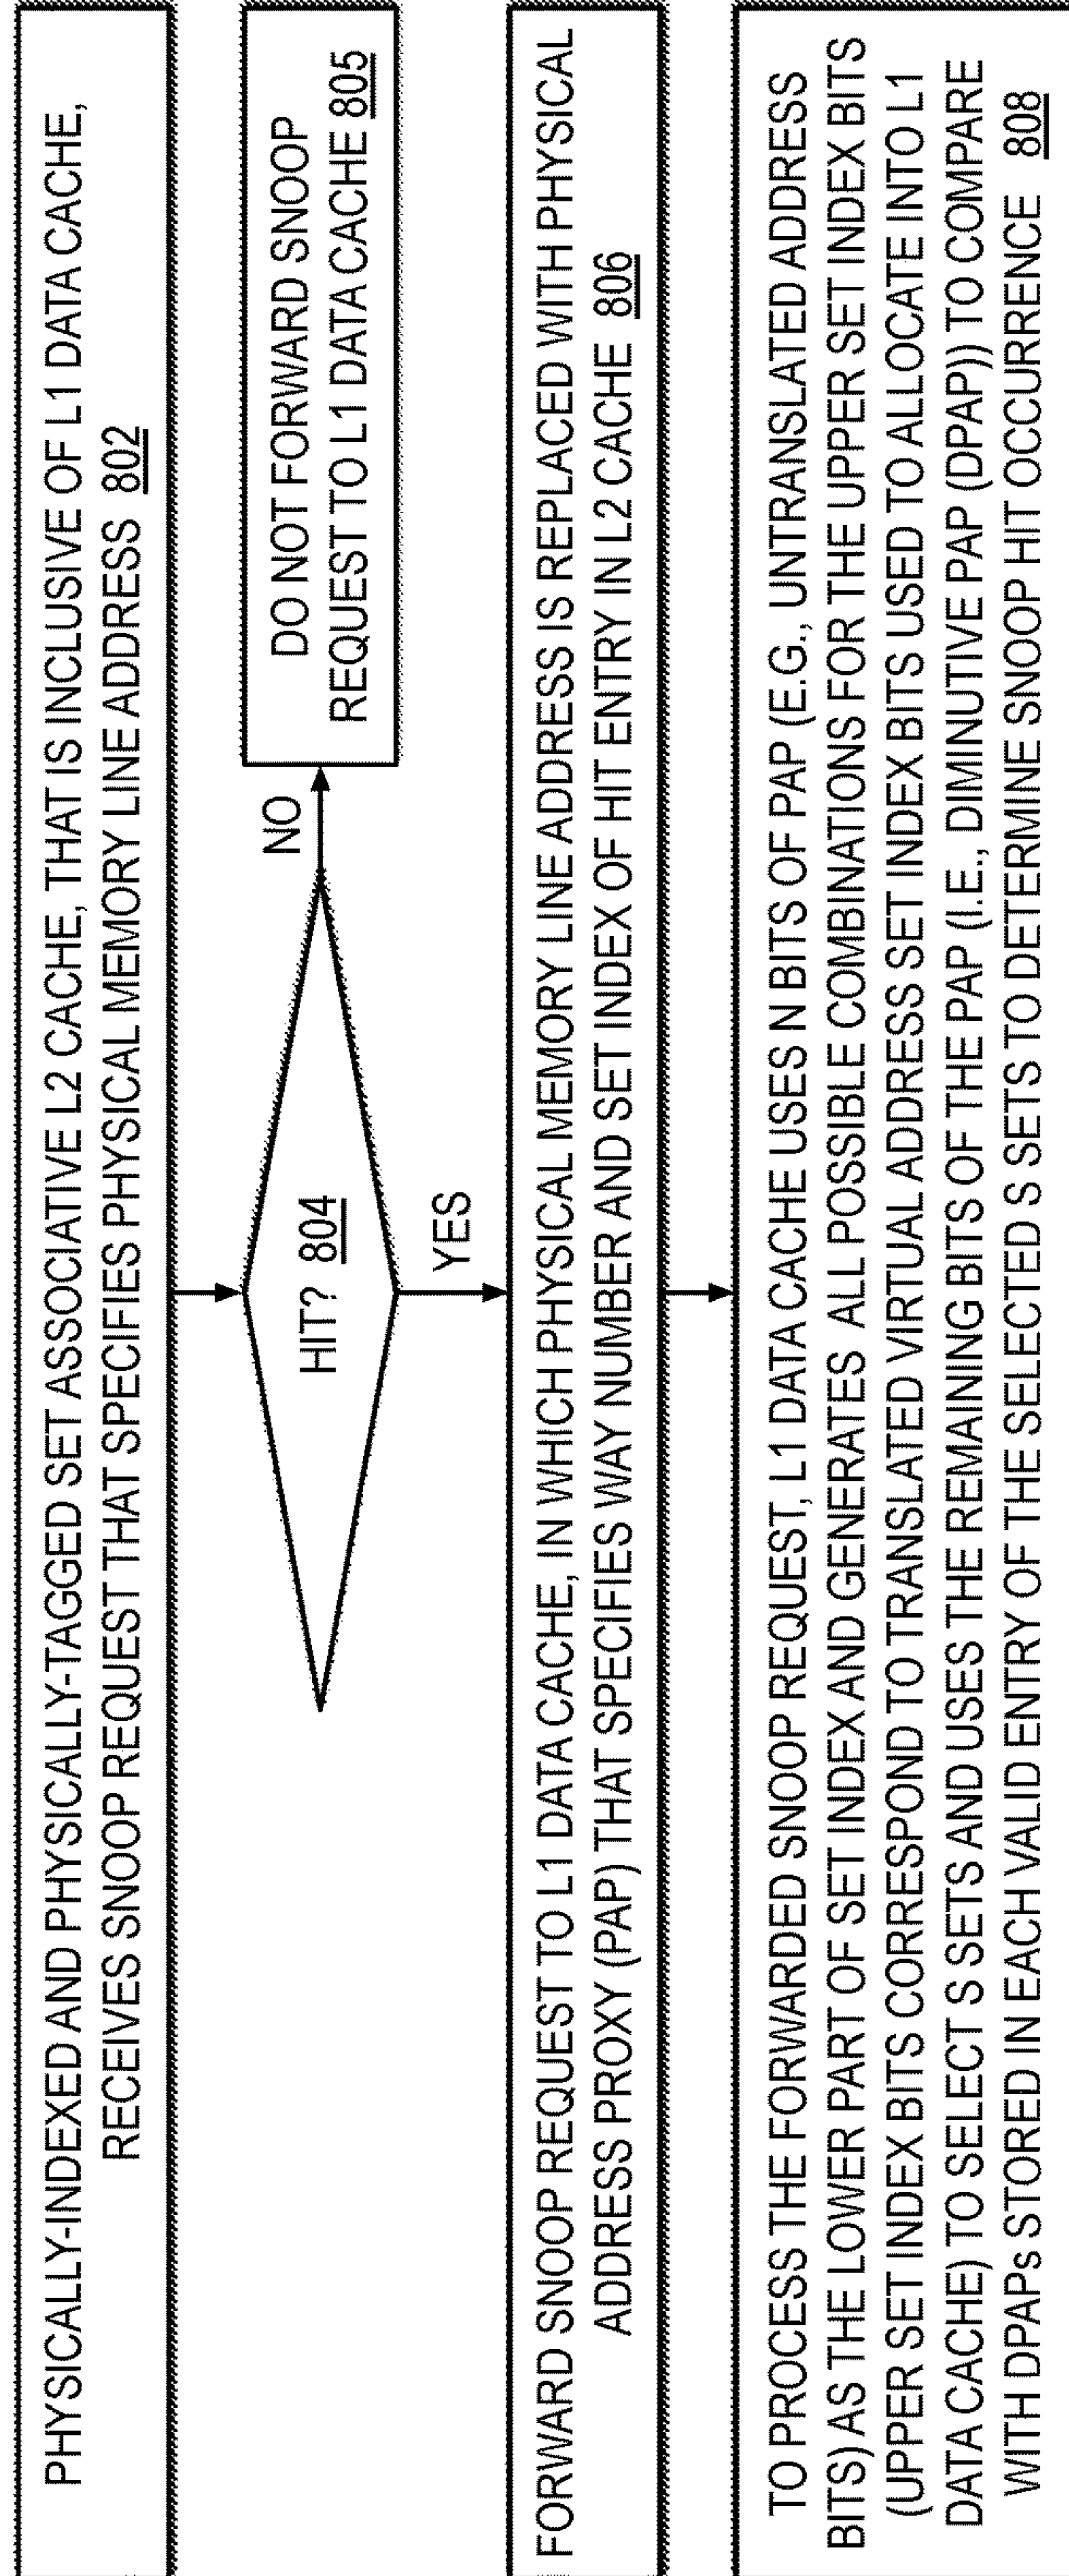 PHYSICALLY-INDEXED AND PHYSICALLY-TAGGED SET ASSOCIATIVE L2 CACHE, THAT IS INCLUSIVE OF L1 DATA CACHE,
RECEIVES SNOOP REQUEST THAT SPECIFIES PHYSICAL MEMORY LINE ADDRESS 802
HIT? 804
NO
DO NOT FORWARD SNOOP
REQUEST TO L1 DATA CACHE 805
YES
FORWARD SNOOP REQUEST TO L1 DATA CACHE, IN WHICH PHYSICAL MEMORY LINE ADDRESS IS REPLACED WITH PHYSICAL
ADDRESS PROXY (PAP) THAT SPECIFIES WAY NUMBER AND SET INDEX OF HIT ENTRY IN L2 CACHE 806
TO PROCESS THE FORWARDED SNOOP REQUEST, L1 DATA CACHE USES N BITS OF PAP (E.G., UNTRANSLATED ADDRESS
BITS) AS THE LOWER PART OF SET INDEX AND GENERATES ALL POSSIBLE COMBINATIONS FOR THE UPPER SET INDEX BITS
(UPPER SET INDEX BITS CORRESPOND TO TRANSLATED VIRTUAL ADDRESS SET INDEX BITS USED TO ALLOCATE INTO L1
DATA CACHE) TO SELECT S SETS AND USES THE REMAINING BITS OF THE PAP (I.E., DIMINUTIVE PAP (DPAP)) TO COMPARE
WITH DPAPs STORED IN EACH VALID ENTRY OF THE SELECTED S SETS TO DETERMINE SNOOP HIT OCCURRENCE 808